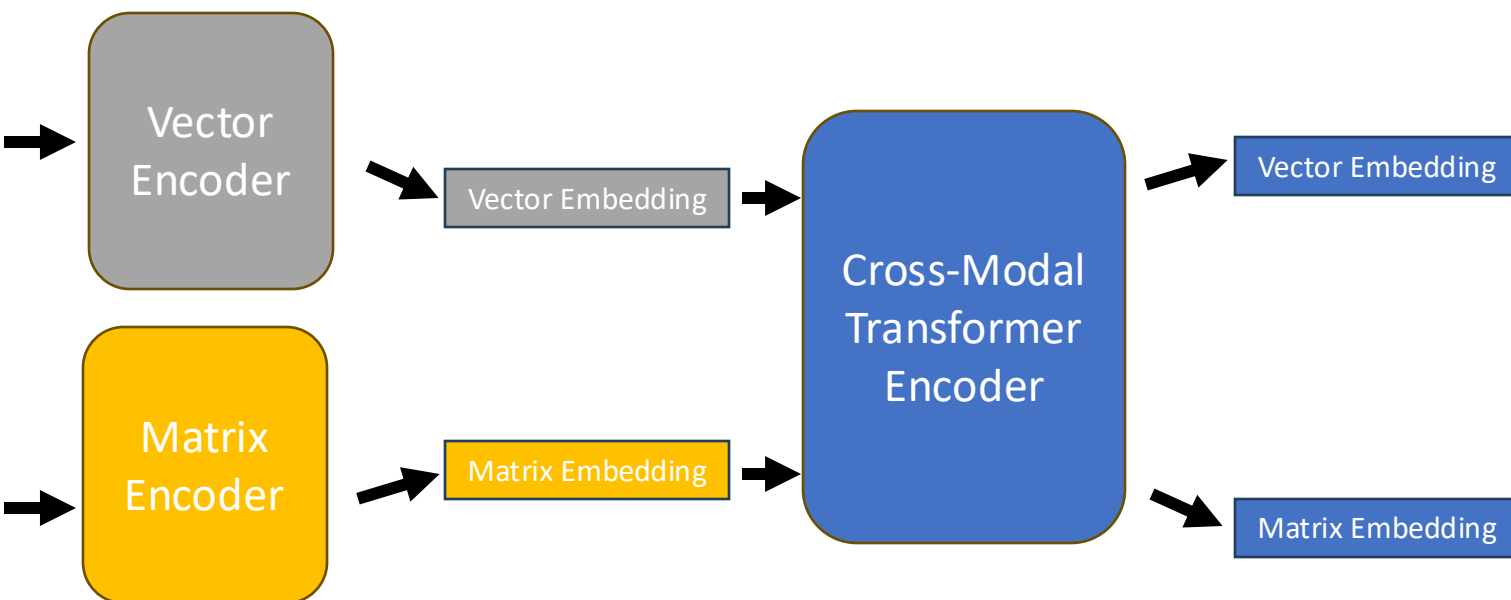 Vector
Encoder
Vector Embedding
Matrix
Encoder
Matrix Embedding
Cross-Modal
Transformer
Encoder
Vector Embedding
Matrix Embedding